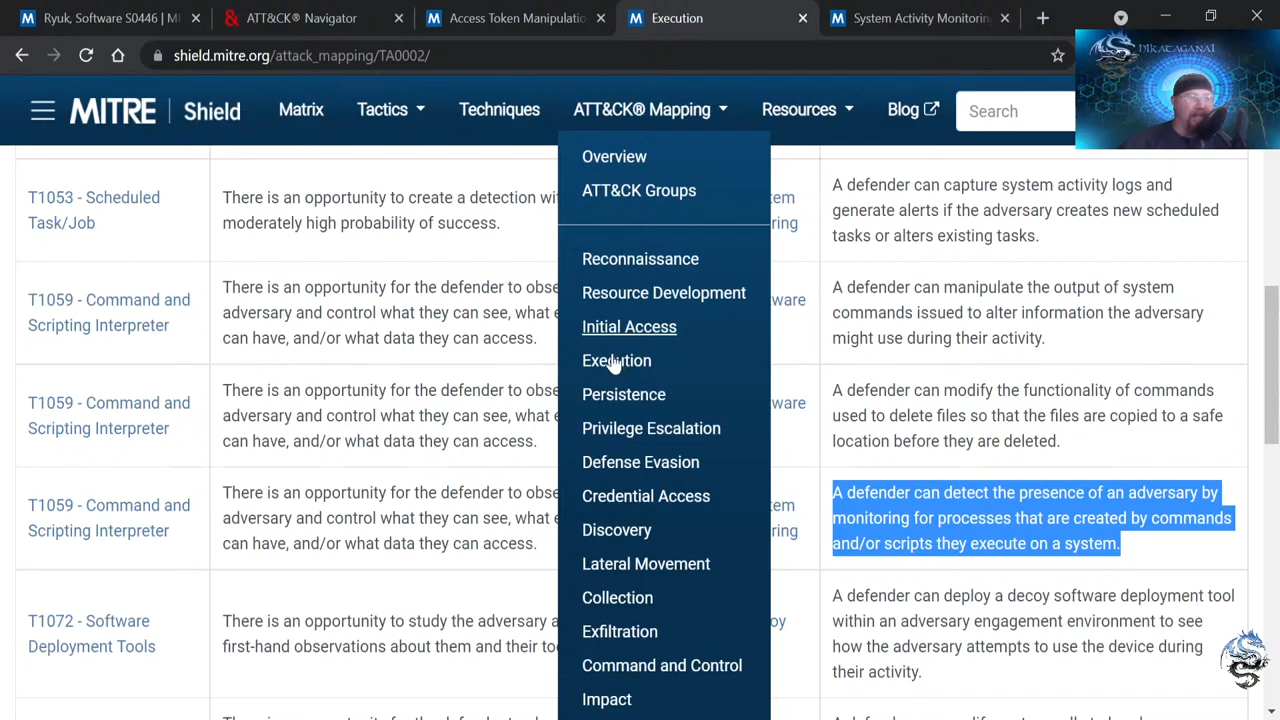 Ryuk, Software S0446 | MI
ATT&CK® Navigator
Access Token Manipulatio
Execution
System Activity Monitorin
shield.mitre.org/attack_mapping/TA0002/
NIKATAGANAI
MITRE | Shield
Matrix
Tactics
Techniques
ATT&CK® Mapping
Resources
Blog
Search
Overview
ATT&CK Groups
Reconnaissance
Resource Development
Initial Access
Execution
Persistence
Privilege Escalation
Defense Evasion
Credential Access
Discovery
Lateral Movement
Collection
Exfiltration
Command and Control
Impact
T1053 - Scheduled
Task/Job
There is an opportunity to create a detection wit
moderately high probability of success.
tem
ring
A defender can capture system activity logs and
generate alerts if the adversary creates new scheduled
tasks or alters existing tasks.
T1059 - Command and
Scripting Interpreter
There is an opportunity for the defender to obse
adversary and control what they can see, what e
can have, and/or what data they can access.
ware
A defender can manipulate the output of system
commands issued to alter information the adversary
might use during their activity.
T1059 - Command and
Scripting Interpreter
There is an opportunity for the defender to obse
adversary and control what they can see, what e
can have, and/or what data they can access.
ware
A defender can modify the functionality of commands
used to delete files so that the files are copied to a safe
location before they are deleted.
T1059 - Command and
Scripting Interpreter
There is an opportunity for the defender to obse
adversary and control what they can see, what e
can have, and/or what data they can access.
tem
ring
A defender can detect the presence of an adversary by
monitoring for processes that are created by commands
and/or scripts they execute on a system.
T1072 - Software
Deployment Tools
There is an opportunity to study the adversary a
first-hand observations about them and their too
oy
A defender can deploy a decoy software deployment tool
within an adversary engagement environment to see
how the adversary attempts to use the device during
their activity.